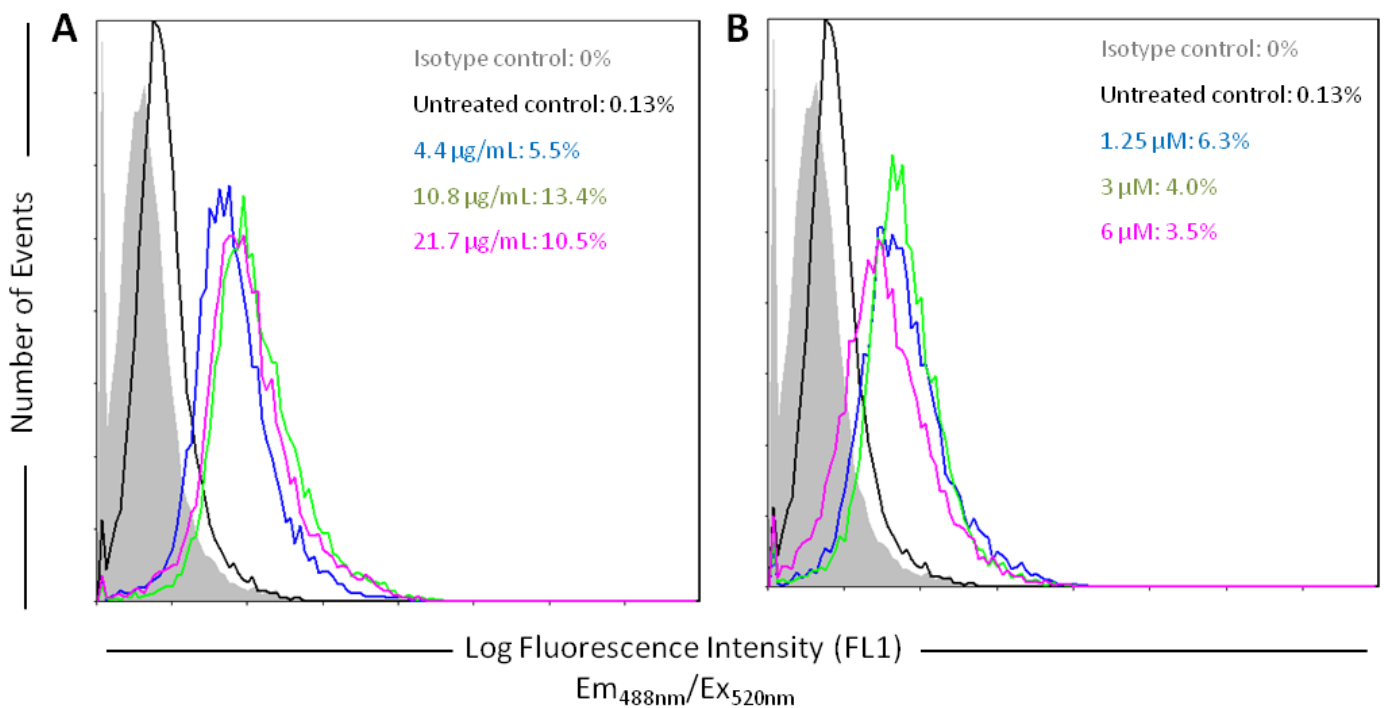 A
Isotype control: 0%
Untreated control: 0.13%
4.4 µg/mL: 5.5%
10.8 µg/mL: 13.4%
21.7 µg/mL: 10.5%
B
Isotype control: 0%
Untreated control: 0.13%
1.25 µM: 6.3%
3 µM: 4.0%
6 µM: 3.5%
Number of Events
Log Fluorescence Intensity (FL1)
Em488nm/Ex520nm